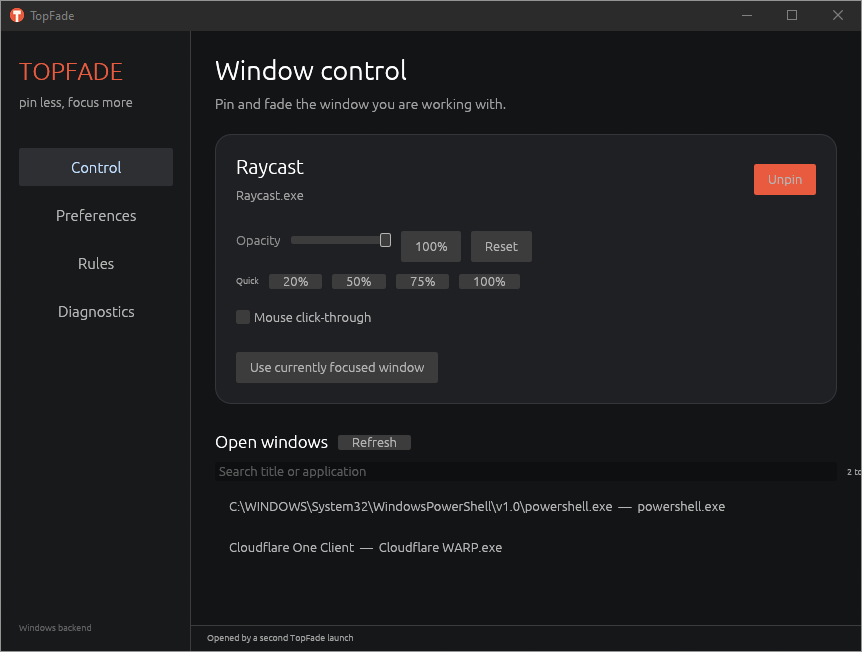 TopFade
TOPFADE
pin less, focus more
Control
Preferences
Rules
Diagnostics
Windows backend
Window control
Pin and fade the window you are working with.
Raycast
Raycast.exe
Unpin
Opacity 100% Reset
Quick 20% 50% 75% 100%
Mouse click-through
Use currently focused window
Open windows Refresh
Search title or application 2 to
C:\WINDOWS\System32\WindowsPowerShell\v1.0\powershell.exe — powershell.exe
Cloudflare One Client — Cloudflare WARP.exe
Opened by a second TopFade launch